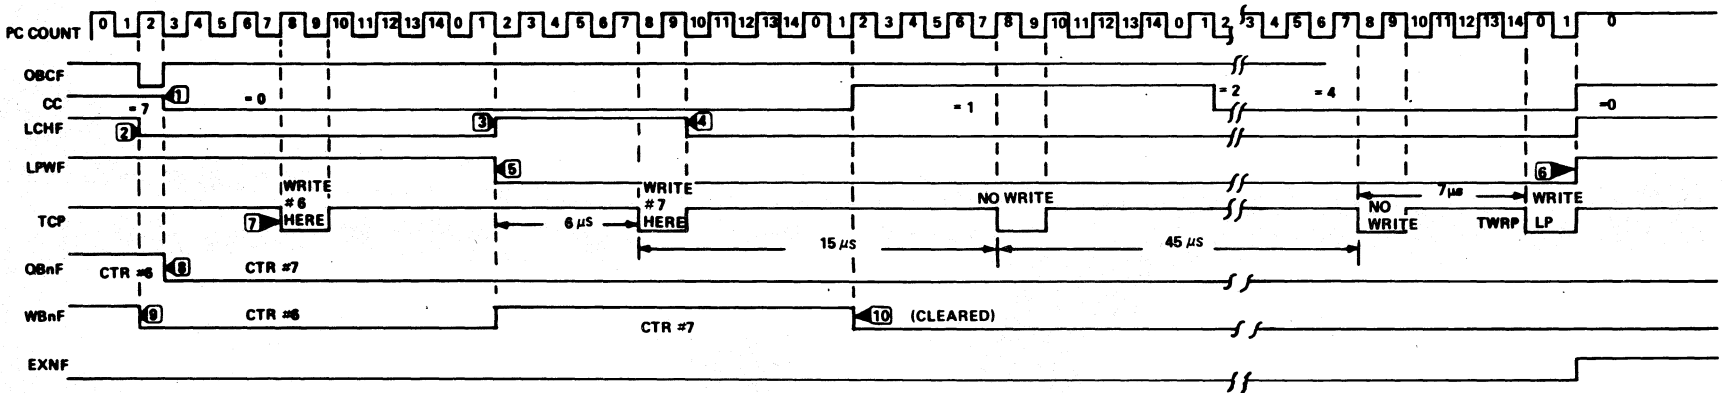 PC COUNT 0 1 2 3 4 5 6 7 8 9 10 11 12 13 14 0 1 2 3 4 5 6 7 8 9 10 11 12 13 14 0 1 2 3 4 5 6 7 8 9 10 11 12 13 14 0 1 2 3 4 5 6 7 8 9 10 11 12 13 14 0 1 0
OBCF
CC 1 = 0 = 1 = 2 = 4
= 7 =0
LCHF 2 3 4
LPWF 5 6
WRITE #6 HERE
WRITE #7 HERE
NO WRITE
7 μs
NO WRITE
WRITE LP
TCP 7 6 μS TWRP
15 μs 45 μs
OBnF CTR #6 8 CTR #7
WBnF 9 CTR #6 CTR #7 10 (CLEARED)
EXNF